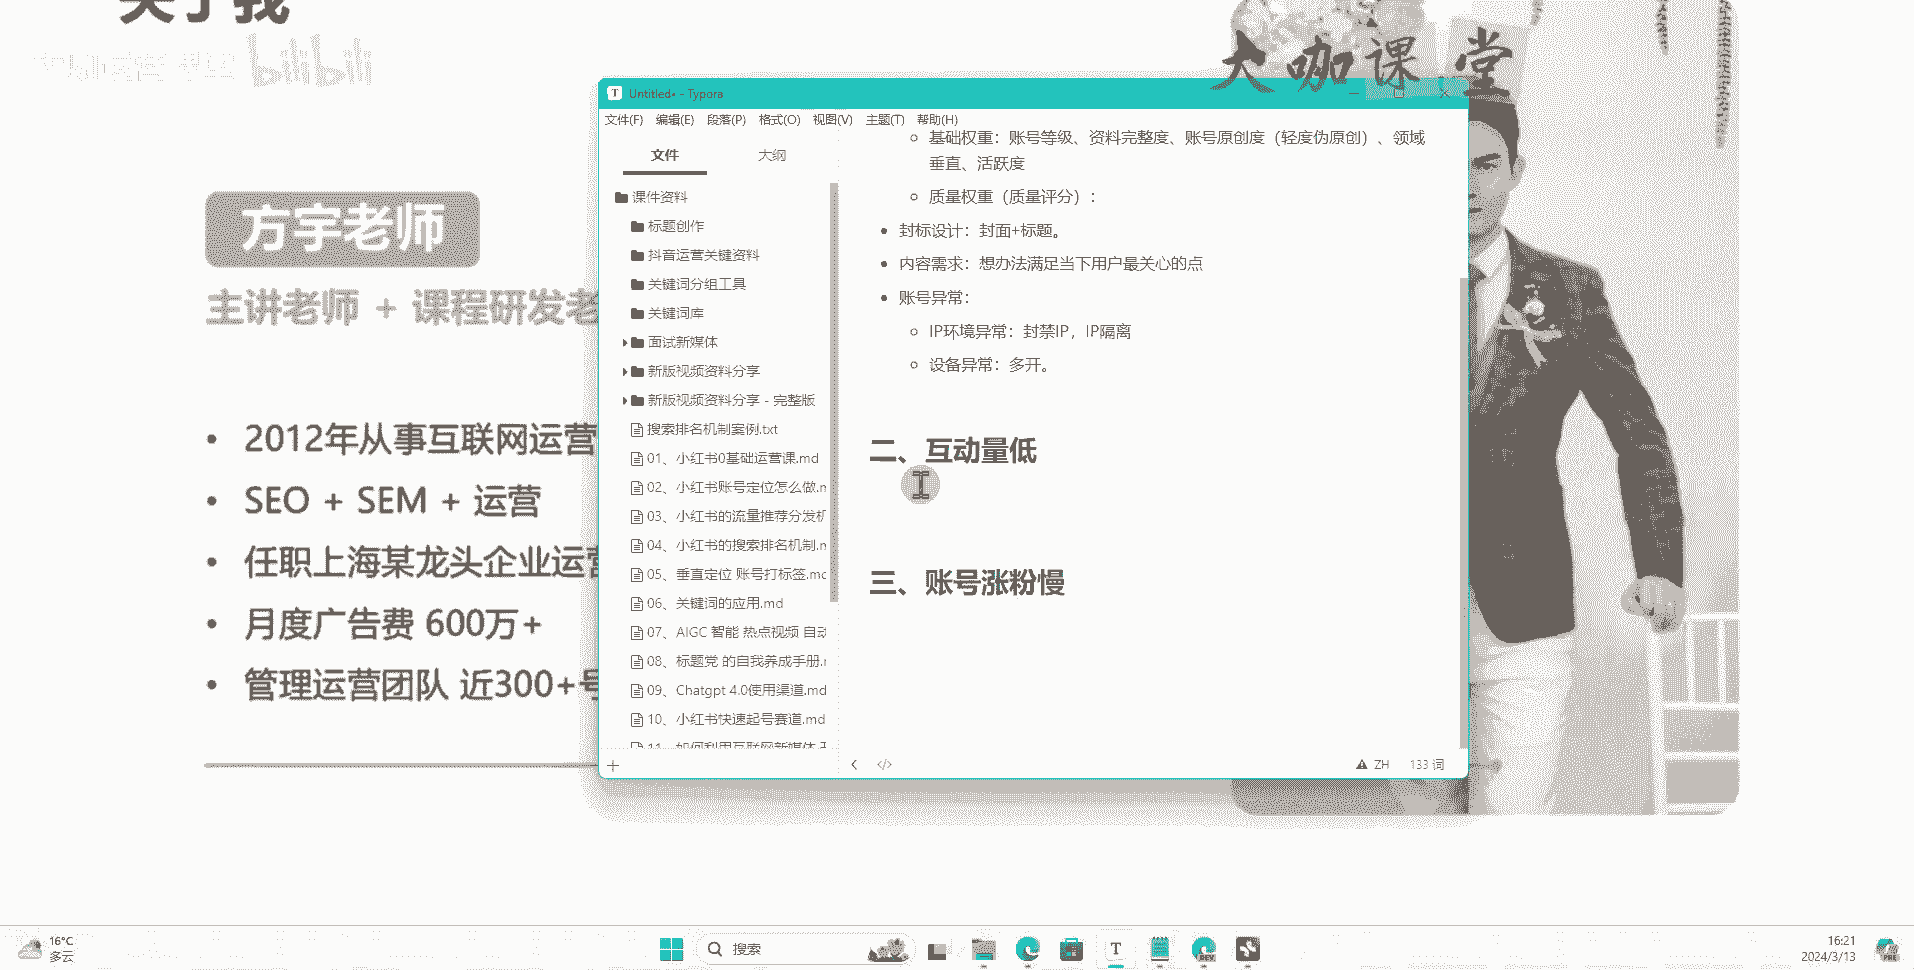 关于我
bilibili
大咖课堂
方宇老师
主讲老师 + 课程研发老
2012年从事互联网运营
SEO + SEM + 运营
任职上海某龙头企业运营
月度广告费 600万+
管理运营团队 近300+号
Untitled• - Typora
文件(F) 编辑(E) 段落(P) 格式(O) 视图(V) 主题(T) 帮助(H)
文件 大纲
课件资料
标题创作
抖音运营关键资料
关键词分组工具
关键词库
面试新媒体
新版视频资料分享
新版视频资料分享 - 完整版
搜索排名机制案例.txt
01、小红书0基础运营课.md
02、小红书账号定位怎么做.m
03、小红书的流量推荐分发机
04、小红书的搜索排名机制.m
05、垂直定位 账号打标签.mc
06、关键词的应用.md
07、AIGC 智能 热点视频 自动
08、标题党 的自我养成手册.r
09、Chatgpt 4.0使用渠道.md
10、小红书快速起号赛道.md
11、如何利用互联网新媒体 天
基础权重：账号等级、资料完整度、账号原创度（轻度伪原创）、领域
垂直、活跃度
质量权重（质量评分）：
封标设计：封面+标题。
内容需求：想办法满足当下用户最关心的点
账号异常：
IP环境异常：封禁IP，IP隔离
设备异常：多开。
二、互动量低
三、账号涨粉慢
ZH 133 词
16°C
多云
搜索
DEV
16:21
2024/3/13
PRE